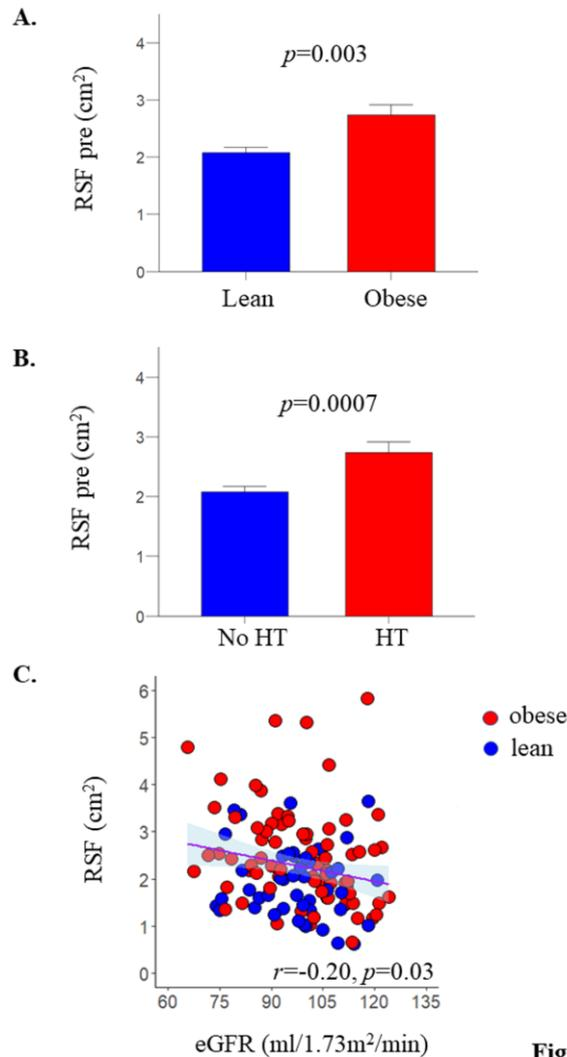 A.
RSF pre (cm²)
4
3
2
1
0
p=0.003
Lean Obese
B.
RSF pre (cm²)
4
3
2
1
0
p=0.0007
No HT HT
C.
RSF (cm²)
6
5
4
3
2
1
0
obese
lean
r=-0.20, p=0.03
60 75 90 105 120 135
eGFR (ml/1.73m²/min)
Fig